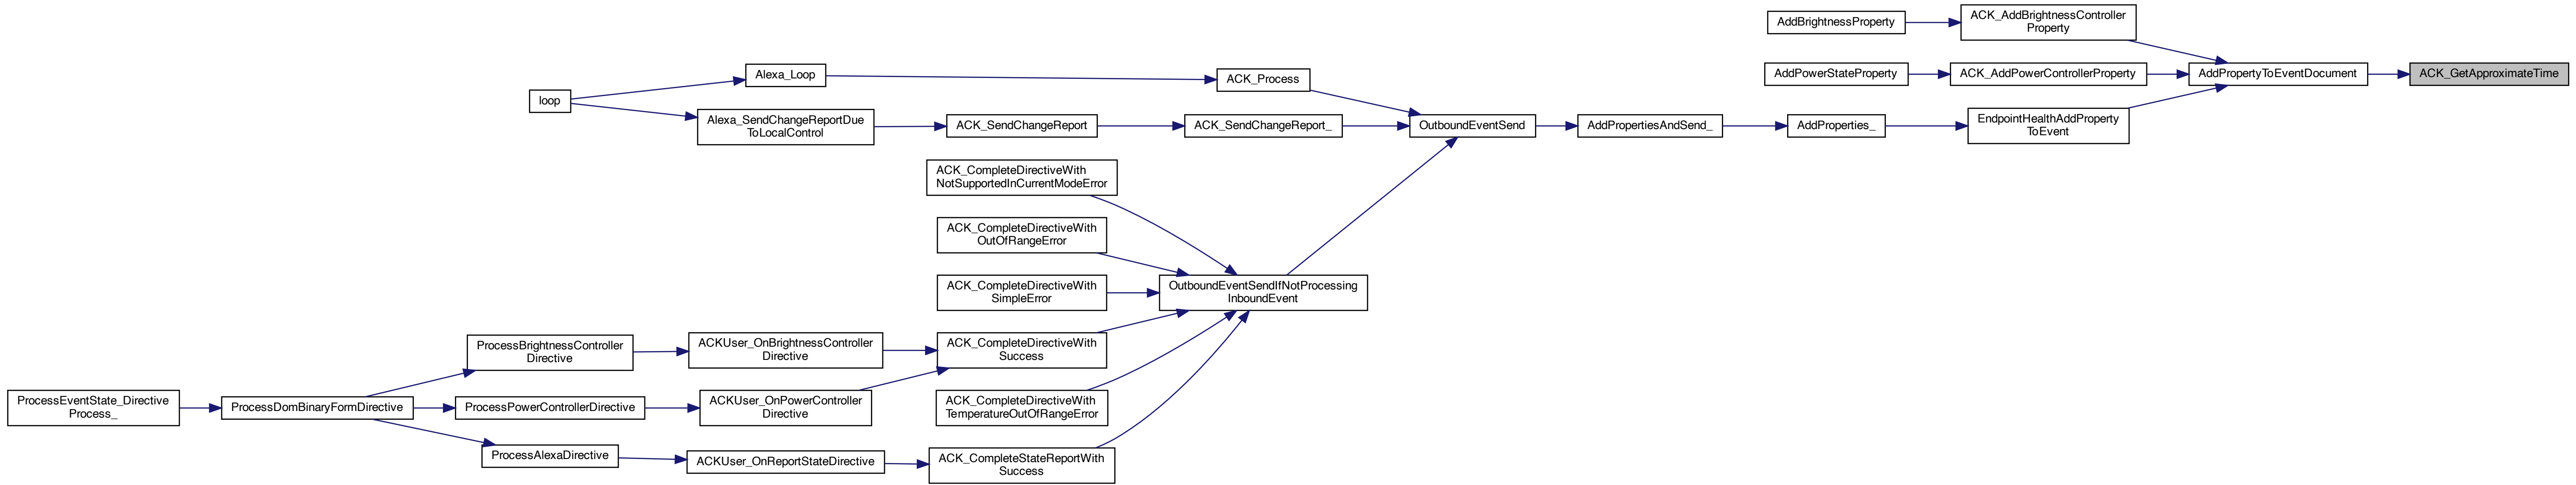 AddBrightnessProperty
ACK_AddBrightnessController
Property
Alexa_Loop
ACK_Process
AddPowerStateProperty
ACK_AddPowerControllerProperty
AddPropertyToEventDocument
ACK_GetApproximateTime
loop
Alexa_SendChangeReportDue
ToLocalControl
ACK_SendChangeReport
ACK_SendChangeReport_
OutboundEventSend
AddPropertiesAndSend_
AddProperties_
EndpointHealthAddProperty
ToEvent
ACK_CompleteDirectiveWith
NotSupportedInCurrentModeError
ACK_CompleteDirectiveWith
OutOfRangeError
ACK_CompleteDirectiveWith
SimpleError
OutboundEventSendIfNotProcessing
InboundEvent
ProcessBrightnessController
Directive
ACKUser_OnBrightnessController
Directive
ACK_CompleteDirectiveWith
Success
ProcessEventState_Directive
Process_
ProcessDomBinaryFormDirective
ProcessPowerControllerDirective
ACKUser_OnPowerController
Directive
ACK_CompleteDirectiveWith
TemperatureOutOfRangeError
ProcessAlexaDirective
ACKUser_OnReportStateDirective
ACK_CompleteStateReportWith
Success